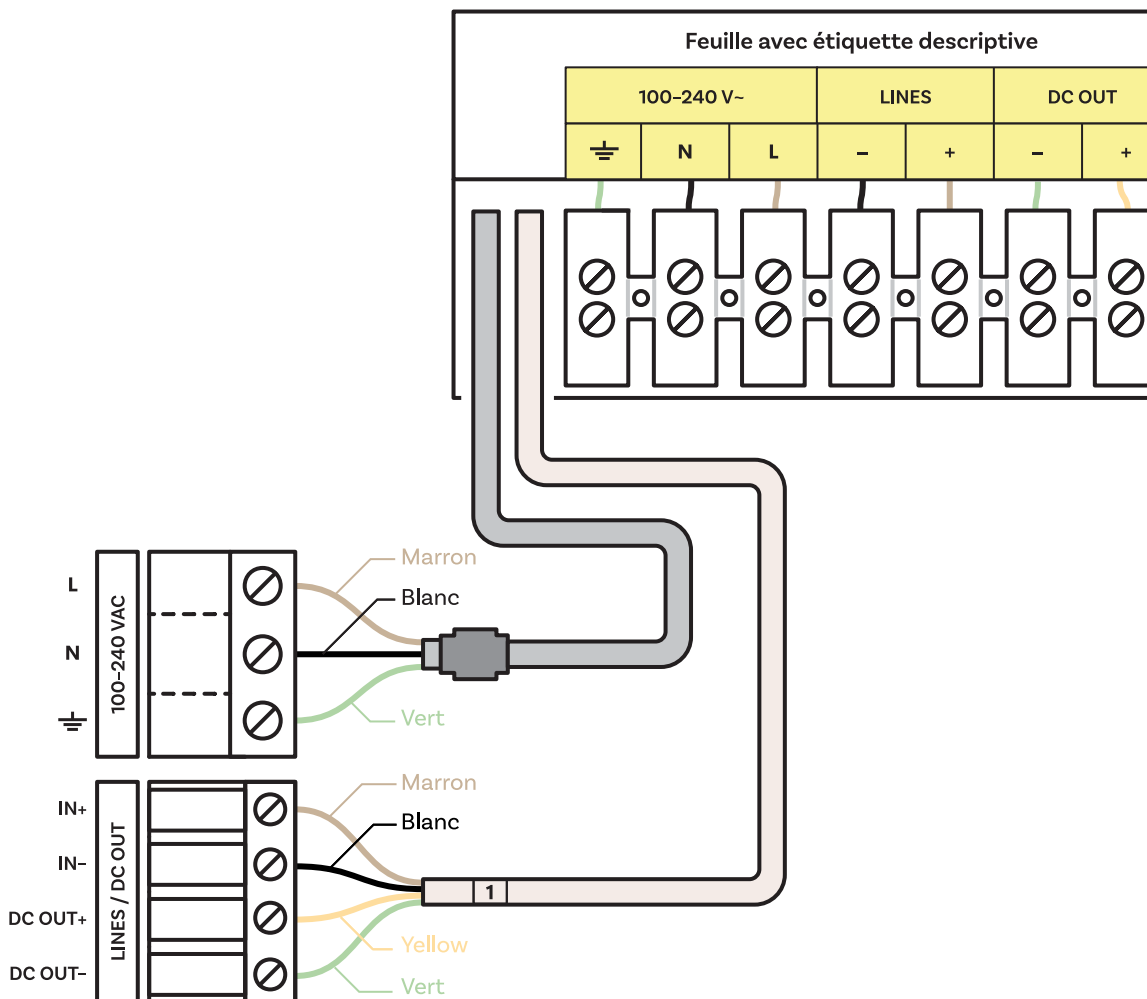 Feuille avec étiquette descriptive
100–240 V~ LINES DC OUT
N L – + – +
Marron
L
Blanc
100–240 VAC
N
Vert
Marron
IN+
Blanc
IN–
LINES / DC OUT
1
DC OUT+
Yellow
DC OUT–
Vert